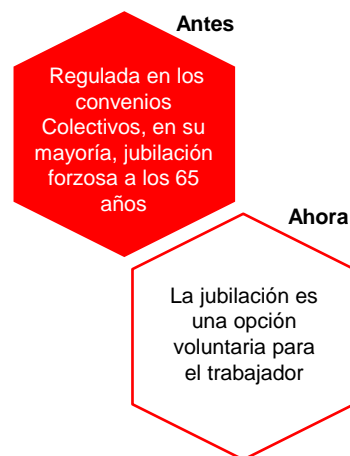 Antes
Regulada en los
convenios
Colectivos, en su
mayoría, jubilación
forzosa a los 65
años
Ahora
La jubilación es
una opción
voluntaria para
el trabajador